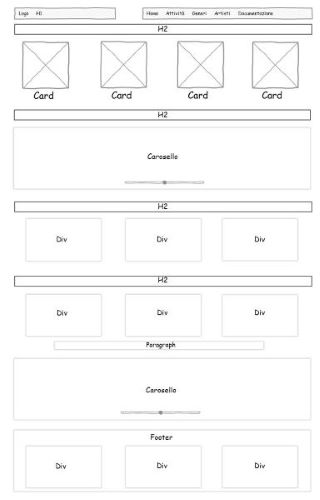 Logo H1 Home Attività Generi Artisti Documentazione
H2
Card Card Card Card
H2
Carosello
H2
Div Div Div
H2
Div Div Div
Paragraph
Carosello
Footer
Div Div Div